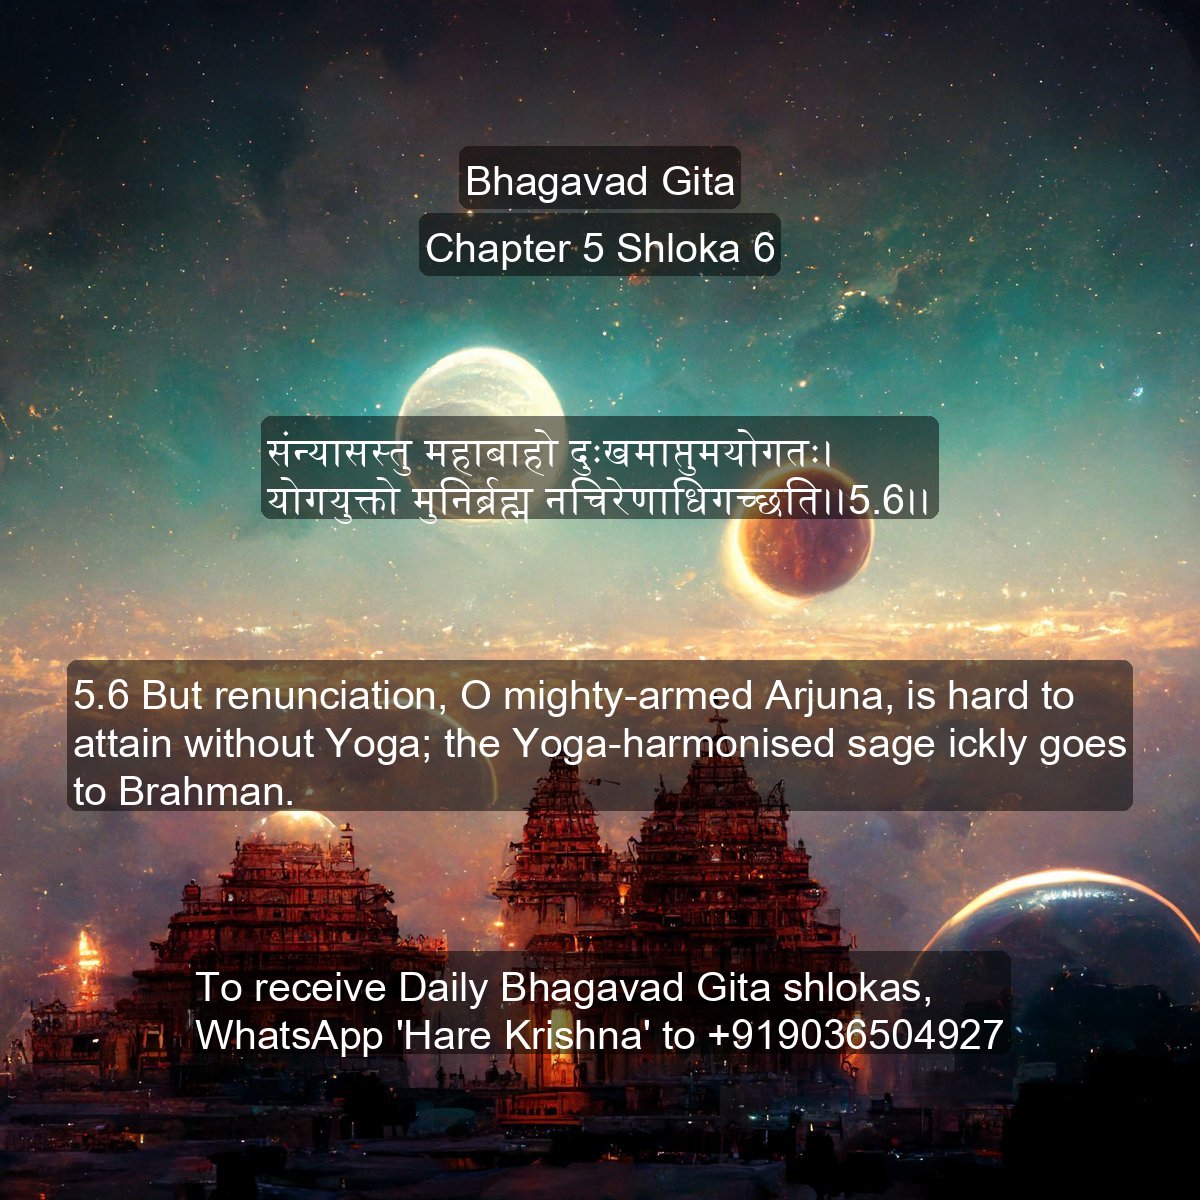 Bhagavad Gita
Chapter 5 Shloka 6
संन्यासस्तु महाबाहो दुःखमाप्तुमयोगतः।
योगयुक्तो मुनिर्ब्रह्म नचिरेणाधिगच्छति।।5.6।।
5.6 But renunciation, O mighty-armed Arjuna, is hard to
attain without Yoga; the Yoga-harmonised sage ickly goes
to Brahman.
To receive Daily Bhagavad Gita shlokas,
WhatsApp 'Hare Krishna' to +919036504927